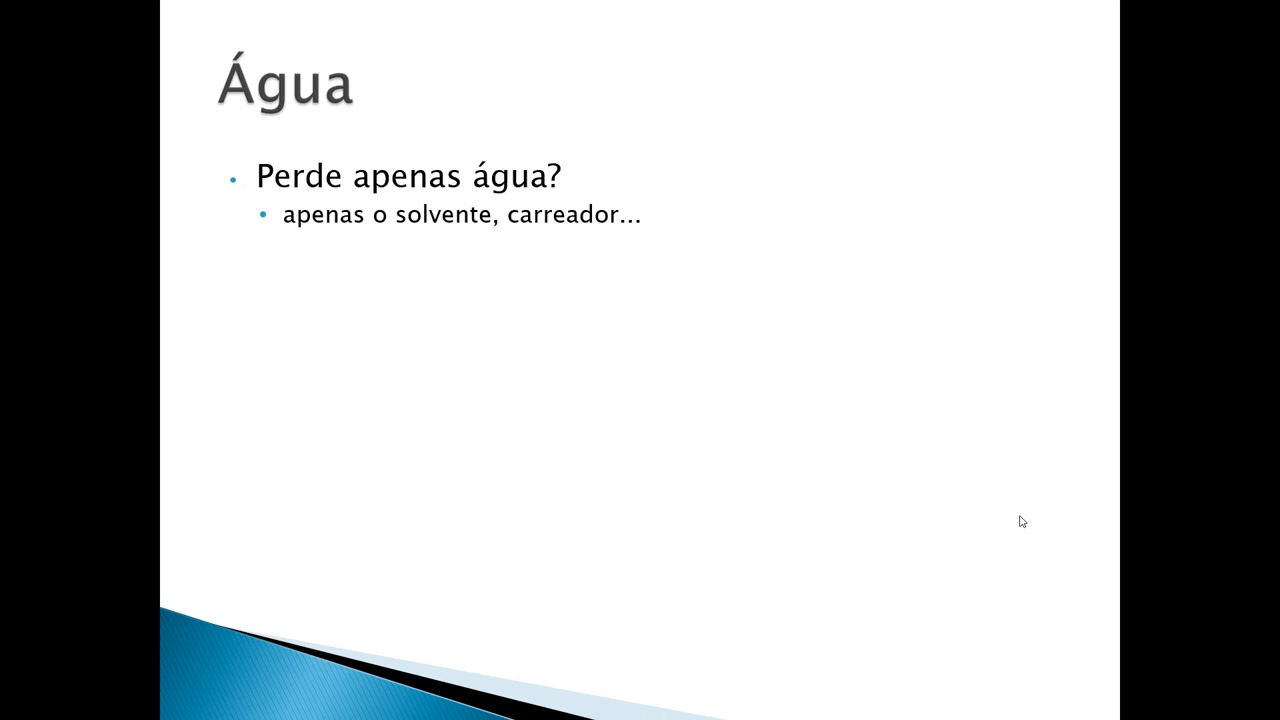 Água
• Perde apenas água?
• apenas o solvente, carreador...